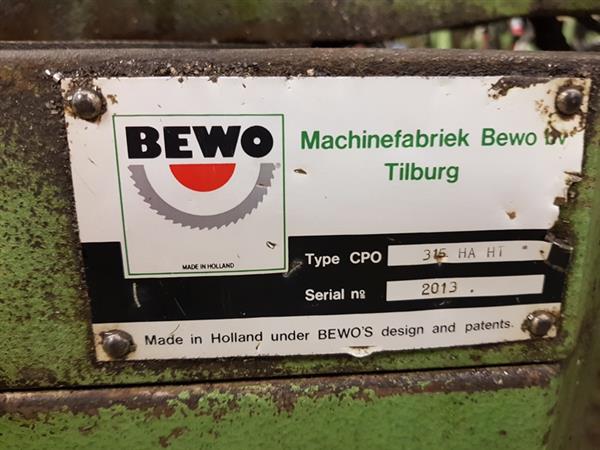 BEWO
®
MADE IN HOLLAND
Machinefabriek Bewo bv
Tilburg
Type CPO 315 HA HT
Serial nº 2013 .
Made in Holland under BEWO'S design and patents.